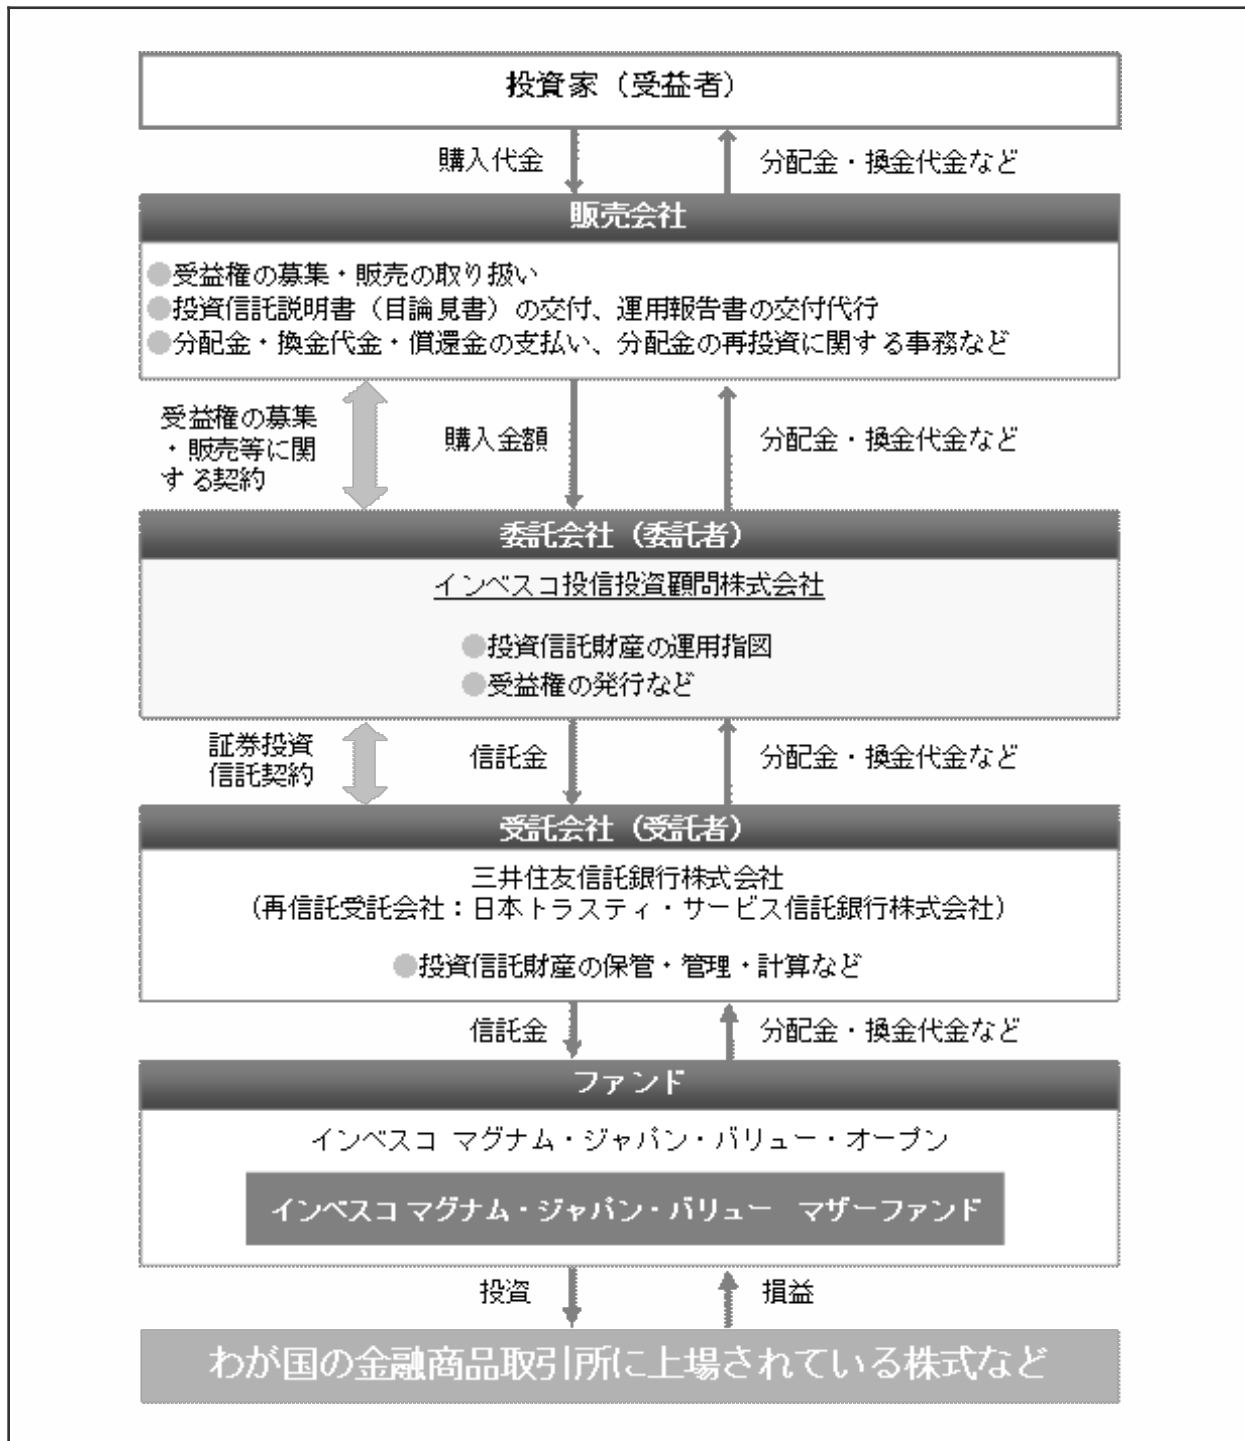 投資家（受益者）
購入代金
分配金・換金代金など
販売会社
●受益権の募集・販売の取り扱い
●投資信託説明書（目論見書）の交付、運用報告書の交付代行
●分配金・換金代金・償還金の支払い、分配金の再投資に関する事務など
受益権の募集
・販売等に関
する契約
購入金額
分配金・換金代金など
委託会社（委託者）
インベスコ投信投資顧問株式会社
●投資信託財産の運用指図
●受益権の発行など
証券投資
信託契約
信託金
分配金・換金代金など
受託会社（受託者）
三井住友信託銀行株式会社
（再信託受託会社：日本トラスティ・サービス信託銀行株式会社）
●投資信託財産の保管・管理・計算など
信託金
分配金・換金代金など
ファンド
インベスコ マグナム・ジャパン・バリュー・オープン
インベスコ マグナム・ジャパン・バリュー　マザーファンド
投資
損益
わが国の金融商品取引所に上場されている株式など